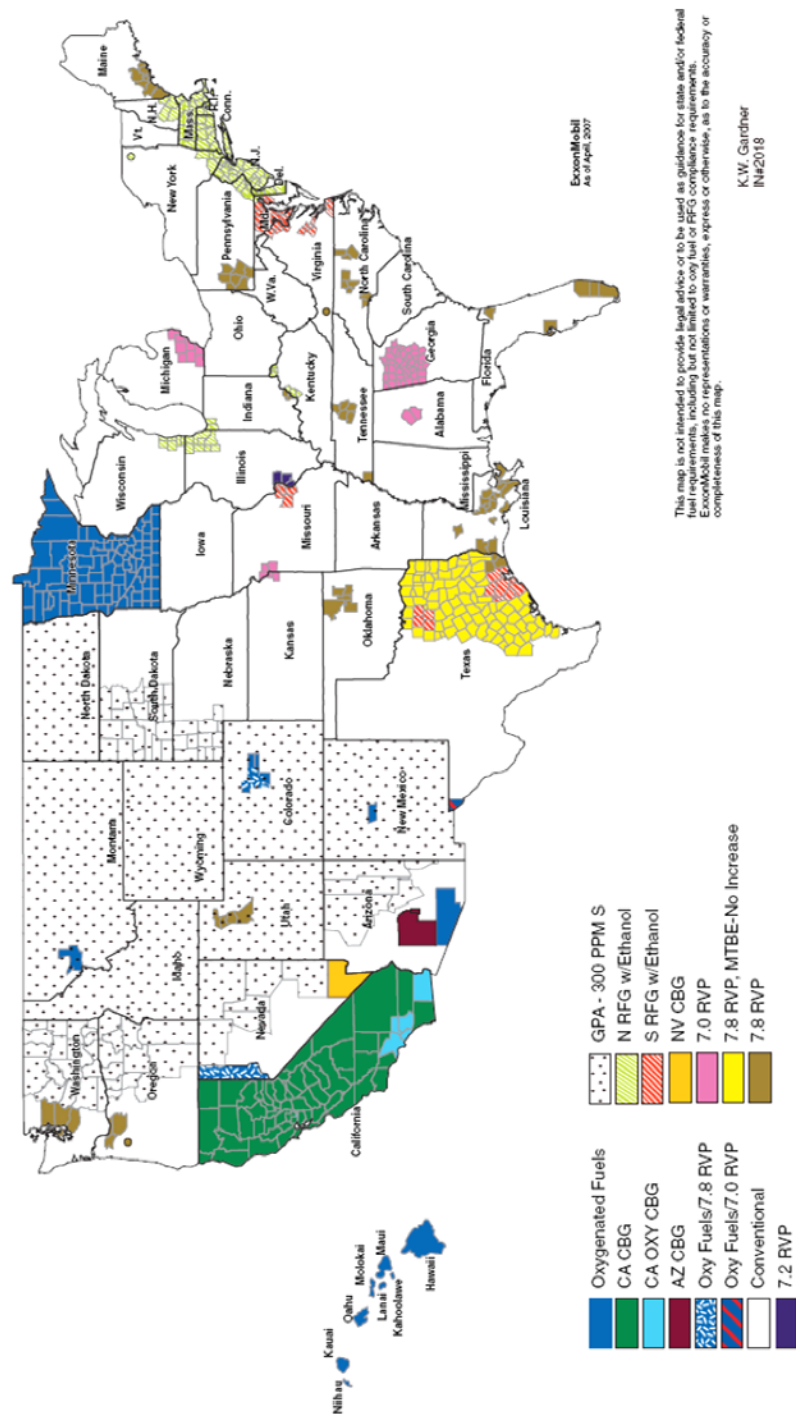 Maine
N.H.
Vt.
Mass.
R.I.
Conn.
New York
N.J.
Del.
Pennsylvania
Md.
Michigan
Ohio
W.Va.
Virginia
Wisconsin
Indiana
Kentucky
North Carolina
Illinois
Tennessee
South Carolina
Minnesota
Iowa
Missouri
Georgia
Alabama
Florida
Arkansas
Mississippi
Louisiana
North Dakota
South Dakota
Nebraska
Kansas
Oklahoma
Texas
Montana
Wyoming
Colorado
New Mexico
Idaho
Utah
Arizona
Washington
Oregon
Nevada
California
Niihau
Kauai
Oahu
Molokai
Lanai
Maui
Kahoolawe
Hawaii
ExxonMobil
As of April, 2007
Oxygenated Fuels
CA CBG
CA OXY CBG
AZ CBG
Oxy Fuels/7.8 RVP
Oxy Fuels/7.0 RVP
Conventional
7.2 RVP
GPA - 300 PPM S
N RFG w/Ethanol
S RFG w/Ethanol
NV CBG
7.0 RVP
7.8 RVP, MTBE-No Increase
7.8 RVP
This map is not intended to provide legal advice or to be used as guidance for state and/or federal
fuel requirements, including but not limited to oxy fuel or RFG compliance requirements.
ExxonMobil makes no representations or warranties, express or otherwise, as to the accuracy or
completeness of this map.
K.W. Gardner
IN#2018